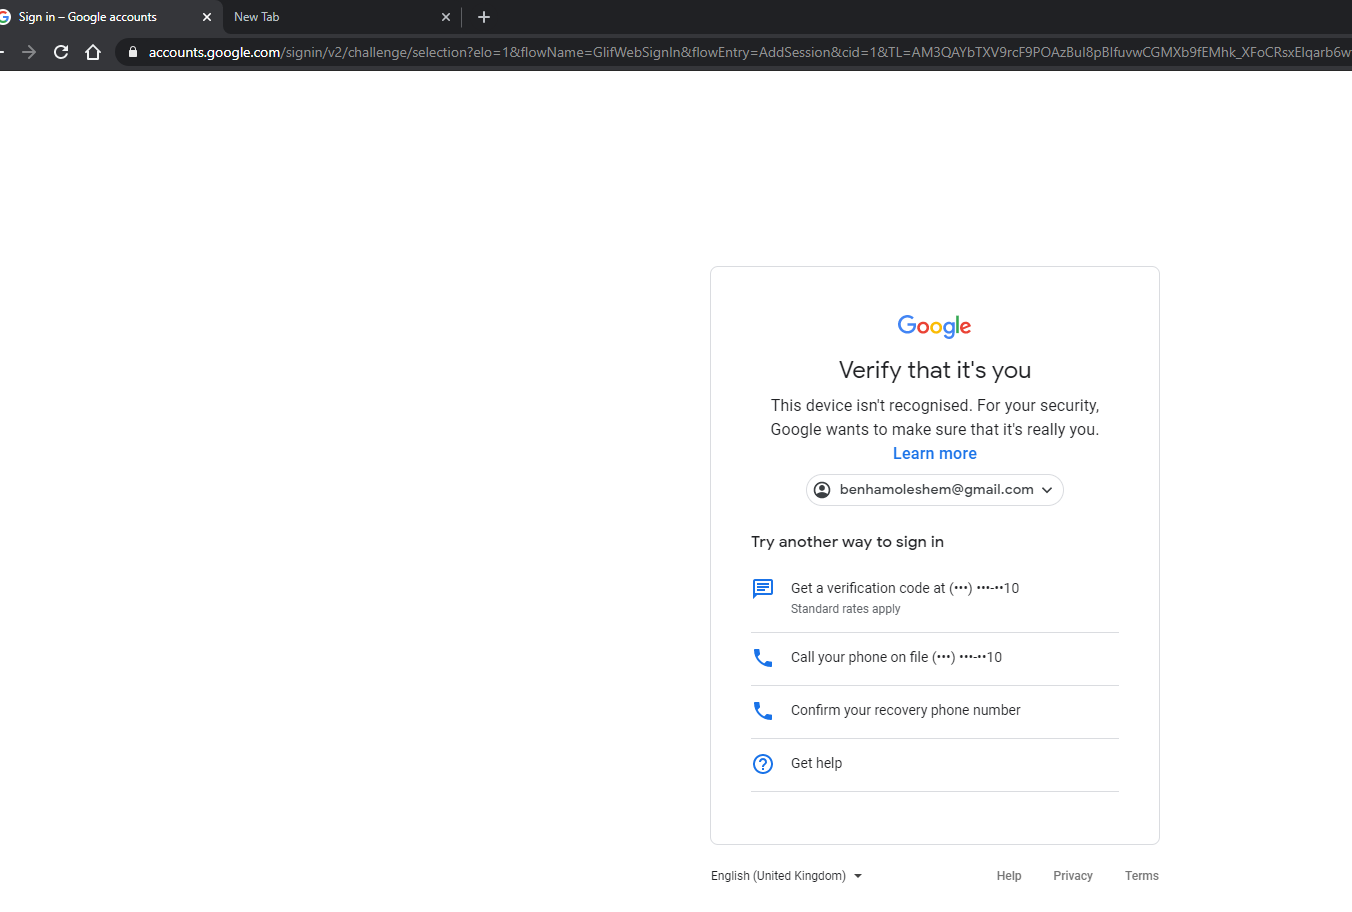 Sign in – Google accounts
New Tab
accounts.google.com/signin/v2/challenge/selection?elo=1&flowName=GlifWebSignIn&flowEntry=AddSession&cid=1&TL=AM3QAYbTXV9rcF9POAzBuI8pBIfuvwCGMXb9fEMhk_XFoCRsxEIqarb6w
Google
Verify that it's you
This device isn't recognised. For your security,
Google wants to make sure that it's really you.
Learn more
benhamoleshem@gmail.com
Try another way to sign in
Get a verification code at (•••) •••-••10
Standard rates apply
Call your phone on file (•••) •••-••10
Confirm your recovery phone number
Get help
English (United Kingdom)
Help
Privacy
Terms